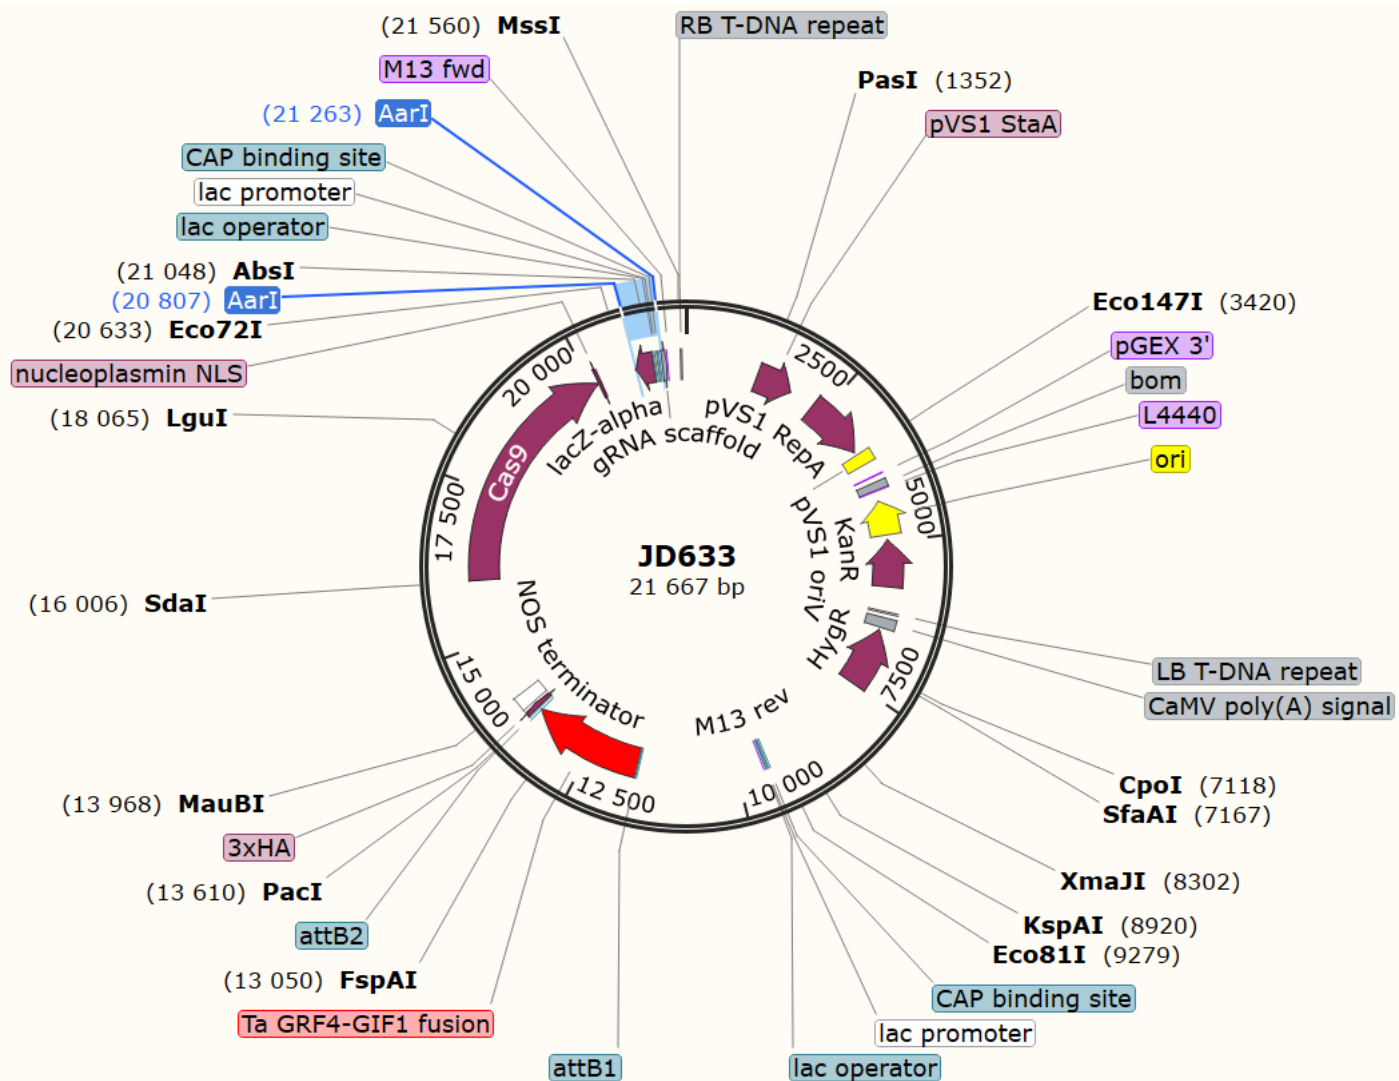 (21 560) MssI
RB T-DNA repeat
M13 fwd
PasI (1352)
(21 263) AarI
pVS1 StaA
CAP binding site
lac promoter
lac operator
(21 048) AbsI
(20 807) AarI
Eco147I (3420)
(20 633) Eco72I
pGEX 3'
nucleoplasmin NLS
bom
(18 065) LguI
L4440
ori
20 000
2500
lacZ-alpha
gRNA scaffold
pVS1 RepA
Cas9
5000
17 500
pVS1 oriV
KanR
JD633
21 667 bp
(16 006) SdaI
NOS terminator
HygR
LB T-DNA repeat
7500
CaMV poly(A) signal
15 000
M13 rev
CpoI (7118)
SfaAI (7167)
12 500
10 000
(13 968) MauBI
3xHA
XmaJI (8302)
(13 610) PacI
KspAI (8920)
attB2
Eco81I (9279)
(13 050) FspAI
CAP binding site
Ta GRF4-GIF1 fusion
lac promoter
attB1
lac operator